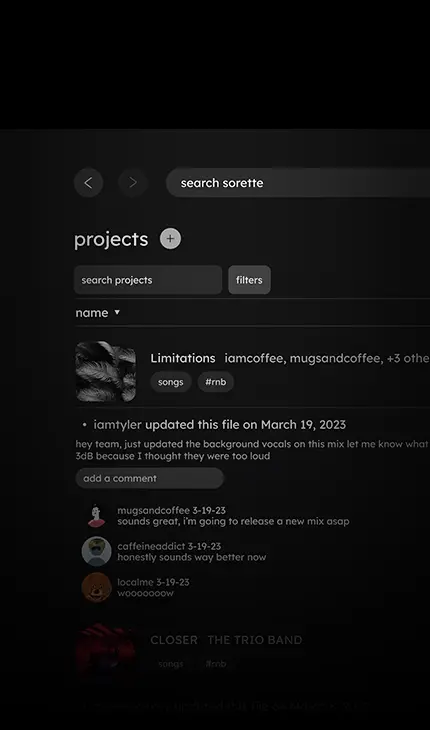 search sorette
projects +
search projects
filters
name ▼
Limitations iamcoffee, mugsandcoffee, +3 othe
songs #rnb
• iamtyler updated this file on March 19, 2023
hey team, just updated the background vocals on this mix let me know what
3dB because I thought they were too loud
add a comment
mugsandcoffee 3-19-23
sounds great, i'm going to release a new mix asap
caffeineaddict 3-19-23
honestly sounds way better now
localme 3-19-23
wooooooow
CLOSER THE TRIO BAND
songs #rnb